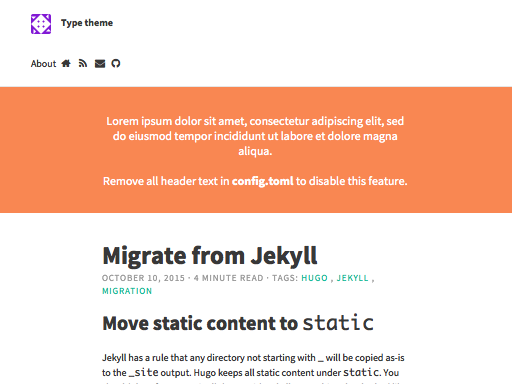 Type theme
About
Lorem ipsum dolor sit amet, consectetur adipiscing elit, sed
do eiusmod tempor incididunt ut labore et dolore magna
aliqua.
Remove all header text in config.toml to disable this feature.
Migrate from Jekyll
OCTOBER 10, 2015 · 4 MINUTE READ · TAGS: HUGO , JEKYLL ,
MIGRATION
Move static content to static
Jekyll has a rule that any directory not starting with _ will be copied as-is
to the _site output. Hugo keeps all static content under static. You